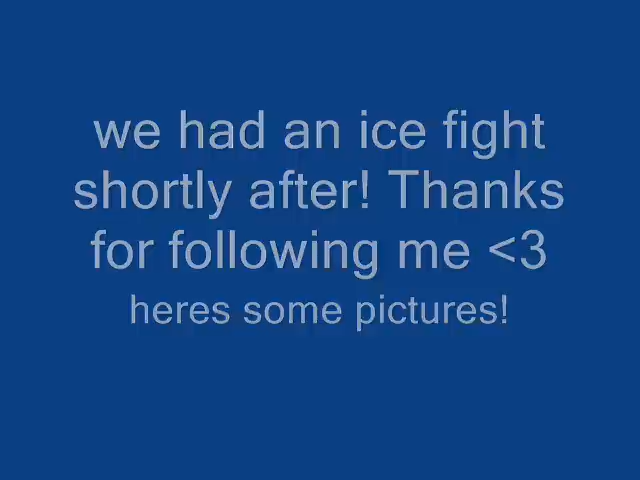 we had an ice fight
shortly after! Thanks
for following me <3
heres some pictures!